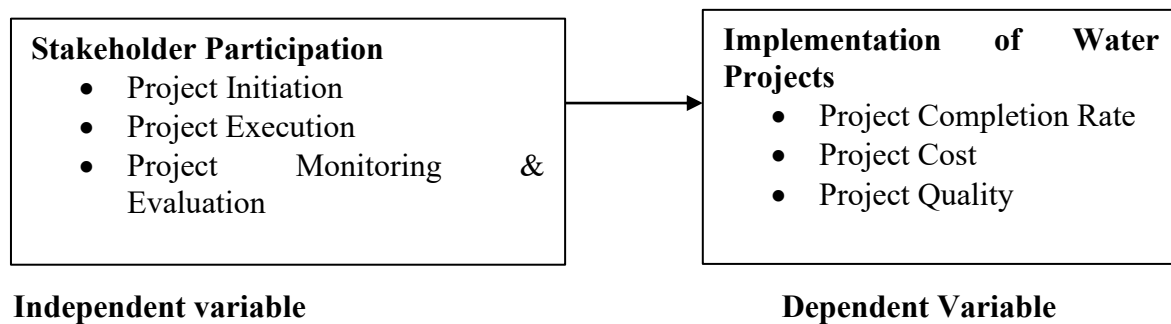 Stakeholder Participation
• Project Initiation
• Project Execution
• Project Monitoring &
Evaluation
Implementation of Water
Projects
• Project Completion Rate
• Project Cost
• Project Quality
Independent variable
Dependent Variable